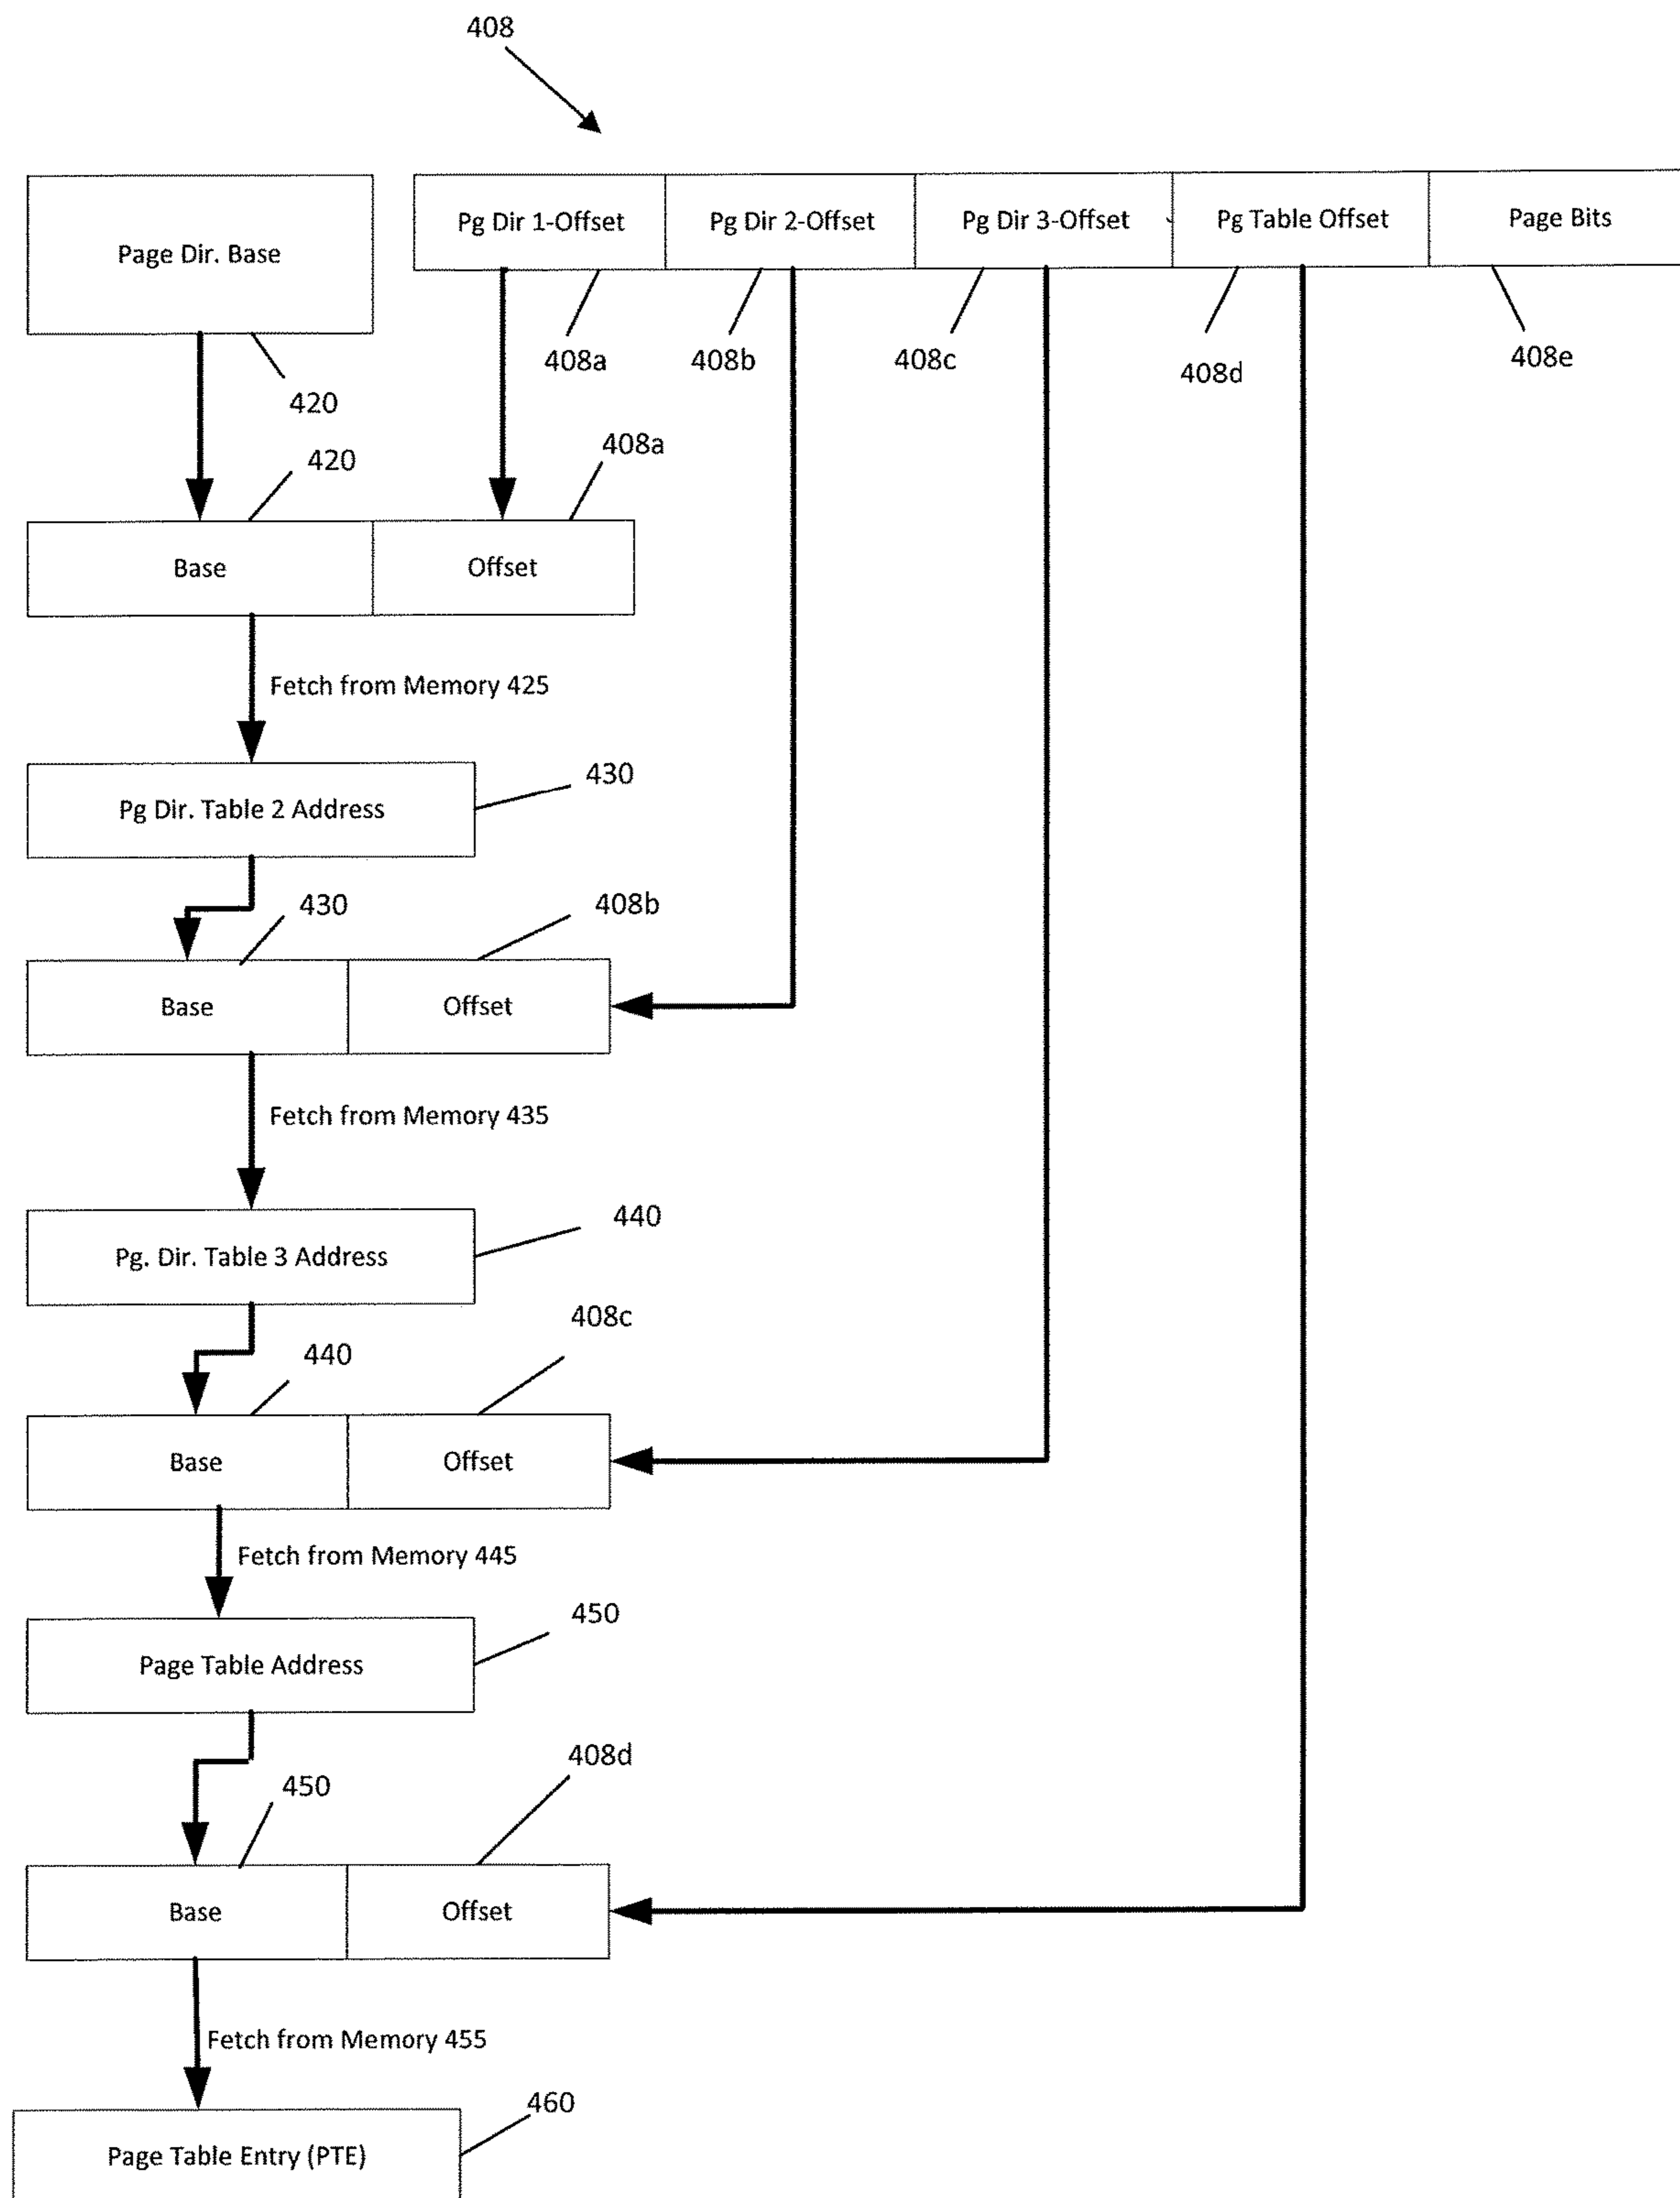 408
Page Dir. Base
Pg Dir 1-Offset
Pg Dir 2-Offset
Pg Dir 3-Offset
Pg Table Offset
Page Bits
408a
408b
408c
408d
408e
420
420
408a
Base
Offset
Fetch from Memory 425
430
Pg Dir. Table 2 Address
430
408b
Base
Offset
Fetch from Memory 435
440
Pg. Dir. Table 3 Address
440
408c
Base
Offset
Fetch from Memory 445
450
Page Table Address
450
408d
Base
Offset
Fetch from Memory 455
460
Page Table Entry (PTE)